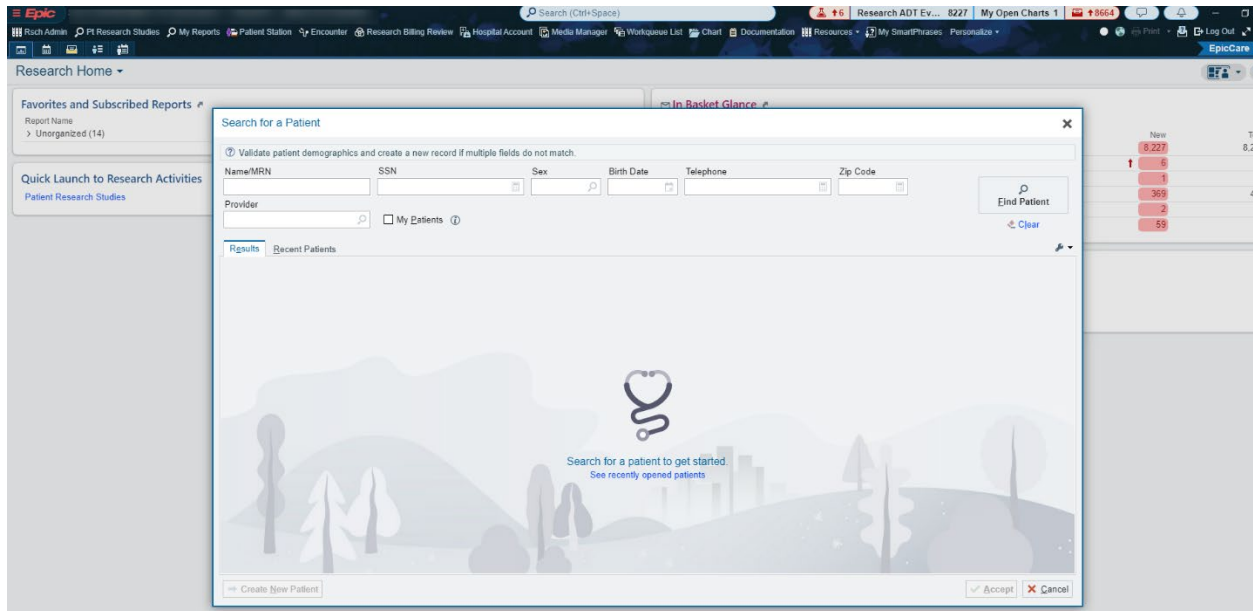 Epic
Search (Ctrl+Space)
6 Research ADT Ev... 8227 My Open Charts 1 8664
Rsch Admin Pt Research Studies My Reports Patient Station Encounter Research Billing Review Hospital Account Media Manager Workqueue List Chart Documentation Resources My SmartPhrases Personalize Print Log Out
EpicCare
Research Home
Favorites and Subscribed Reports
Report Name
> Unorganized (14)
Quick Launch to Research Activities
Patient Research Studies
In Basket Glance
New
8,227
6
1
369
2
59
Search for a Patient
Validate patient demographics and create a new record if multiple fields do not match.
Name/MRN SSN Sex Birth Date Telephone Zip Code
Find Patient
Provider
My Patients
Clear
Results Recent Patients
Search for a patient to get started.
See recently opened patients
Create New Patient Accept Cancel